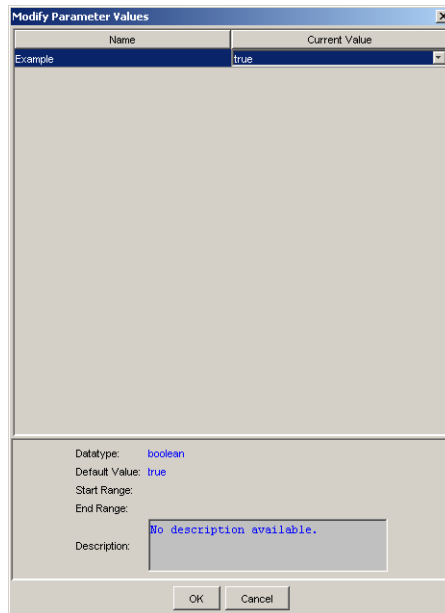 Modify Parameter Values
Name Current Value
Example true
Datatype: boolean
Default Value: true
Start Range:
End Range:
Description: No description available.
OK Cancel